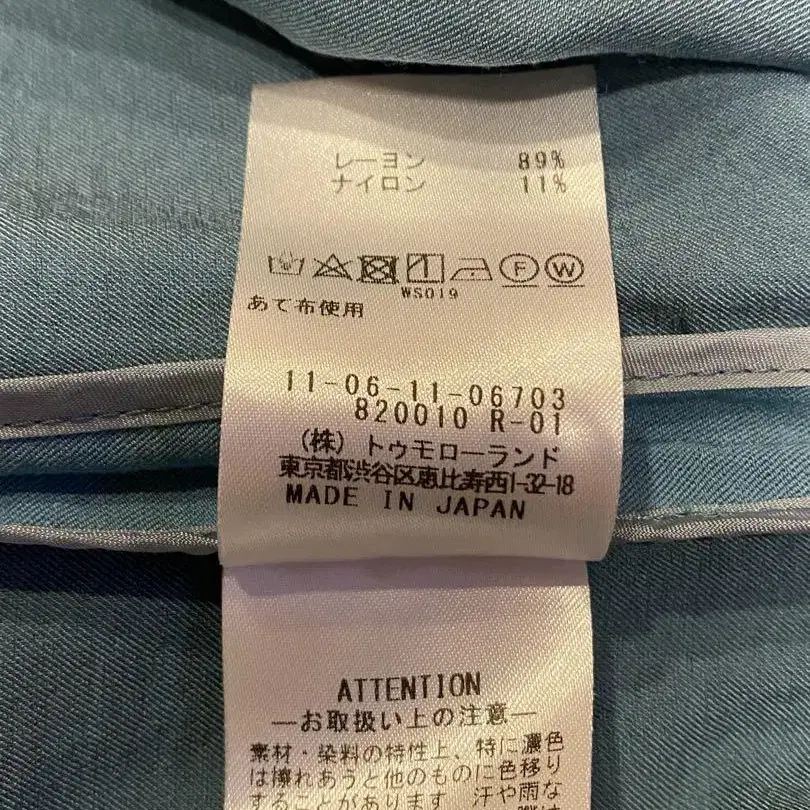 レーヨン 89%
ナイロン 11%
F W
WS019
あて布使用
11-06-11-06703
820010 R-01
(株) トゥモローランド
東京都渋谷区恵比寿西1-32-18
MADE IN JAPAN
ATTENTION
―お取扱い上の注意―
素材・染料の特性上、特に濃色
は擦れあうと他のものに色移り
することがあります 汗や雨な